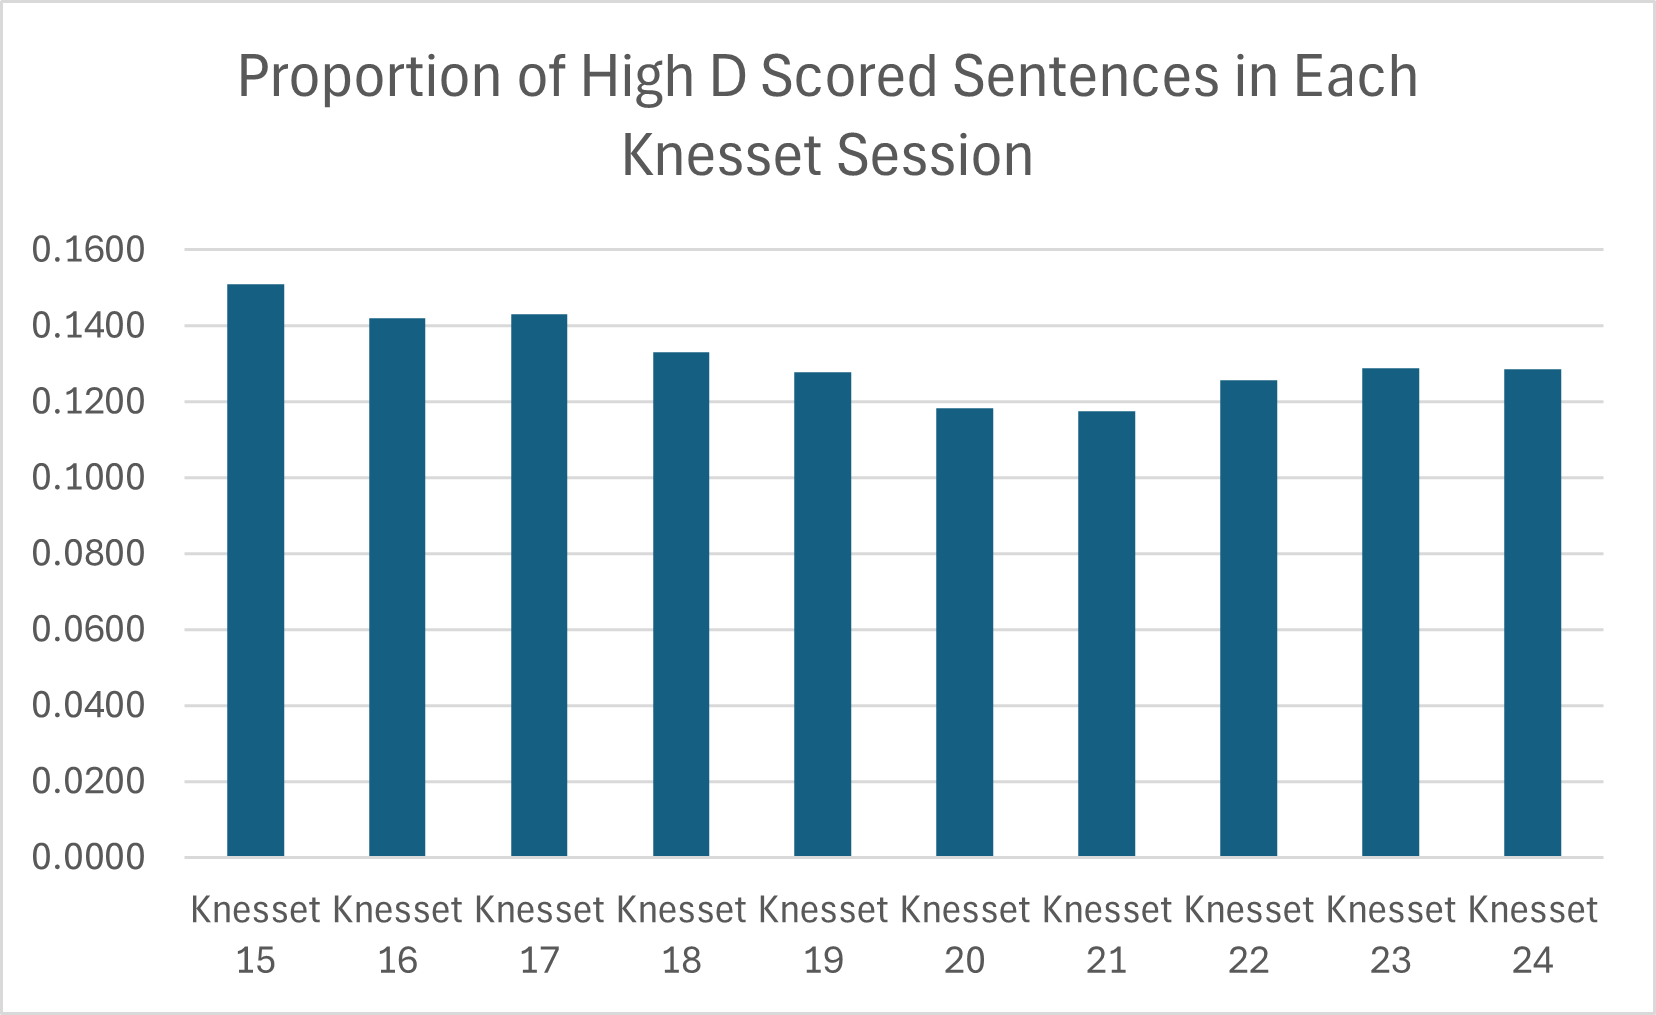 Proportion of High D Scored Sentences in Each
Knesset Session
0.1600
0.1400
0.1200
0.1000
0.0800
0.0600
0.0400
0.0200
0.0000
Knesset Knesset Knesset Knesset Knesset Knesset Knesset Knesset Knesset Knesset
15 16 17 18 19 20 21 22 23 24